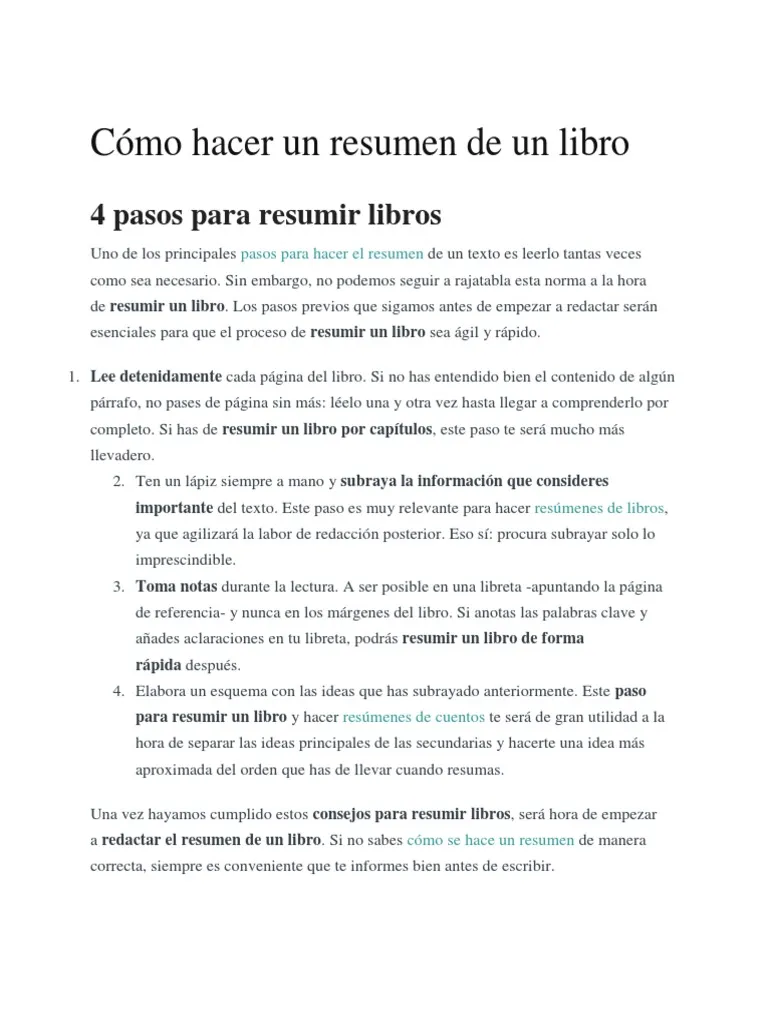 Cómo hacer un resumen de un libro
4 pasos para resumir libros
Uno de los principales pasos para hacer el resumen de un texto es leerlo tantas veces
como sea necesario. Sin embargo, no podemos seguir a rajatabla esta norma a la hora
de resumir un libro. Los pasos previos que sigamos antes de empezar a redactar serán
esenciales para que el proceso de resumir un libro sea ágil y rápido.
1. Lee detenidamente cada página del libro. Si no has entendido bien el contenido de algún
párrafo, no pases de página sin más: léelo una y otra vez hasta llegar a comprenderlo por
completo. Si has de resumir un libro por capítulos, este paso te será mucho más
llevadero.
2. Ten un lápiz siempre a mano y subraya la información que consideres
importante del texto. Este paso es muy relevante para hacer resúmenes de libros,
ya que agilizará la labor de redacción posterior. Eso sí: procura subrayar solo lo
imprescindible.
3. Toma notas durante la lectura. A ser posible en una libreta -apuntando la página
de referencia- y nunca en los márgenes del libro. Si anotas las palabras clave y
añades aclaraciones en tu libreta, podrás resumir un libro de forma
rápida después.
4. Elabora un esquema con las ideas que has subrayado anteriormente. Este paso
para resumir un libro y hacer resúmenes de cuentos te será de gran utilidad a la
hora de separar las ideas principales de las secundarias y hacerte una idea más
aproximada del orden que has de llevar cuando resumas.
Una vez hayamos cumplido estos consejos para resumir libros, será hora de empezar
a redactar el resumen de un libro. Si no sabes cómo se hace un resumen de manera
correcta, siempre es conveniente que te informes bien antes de escribir.